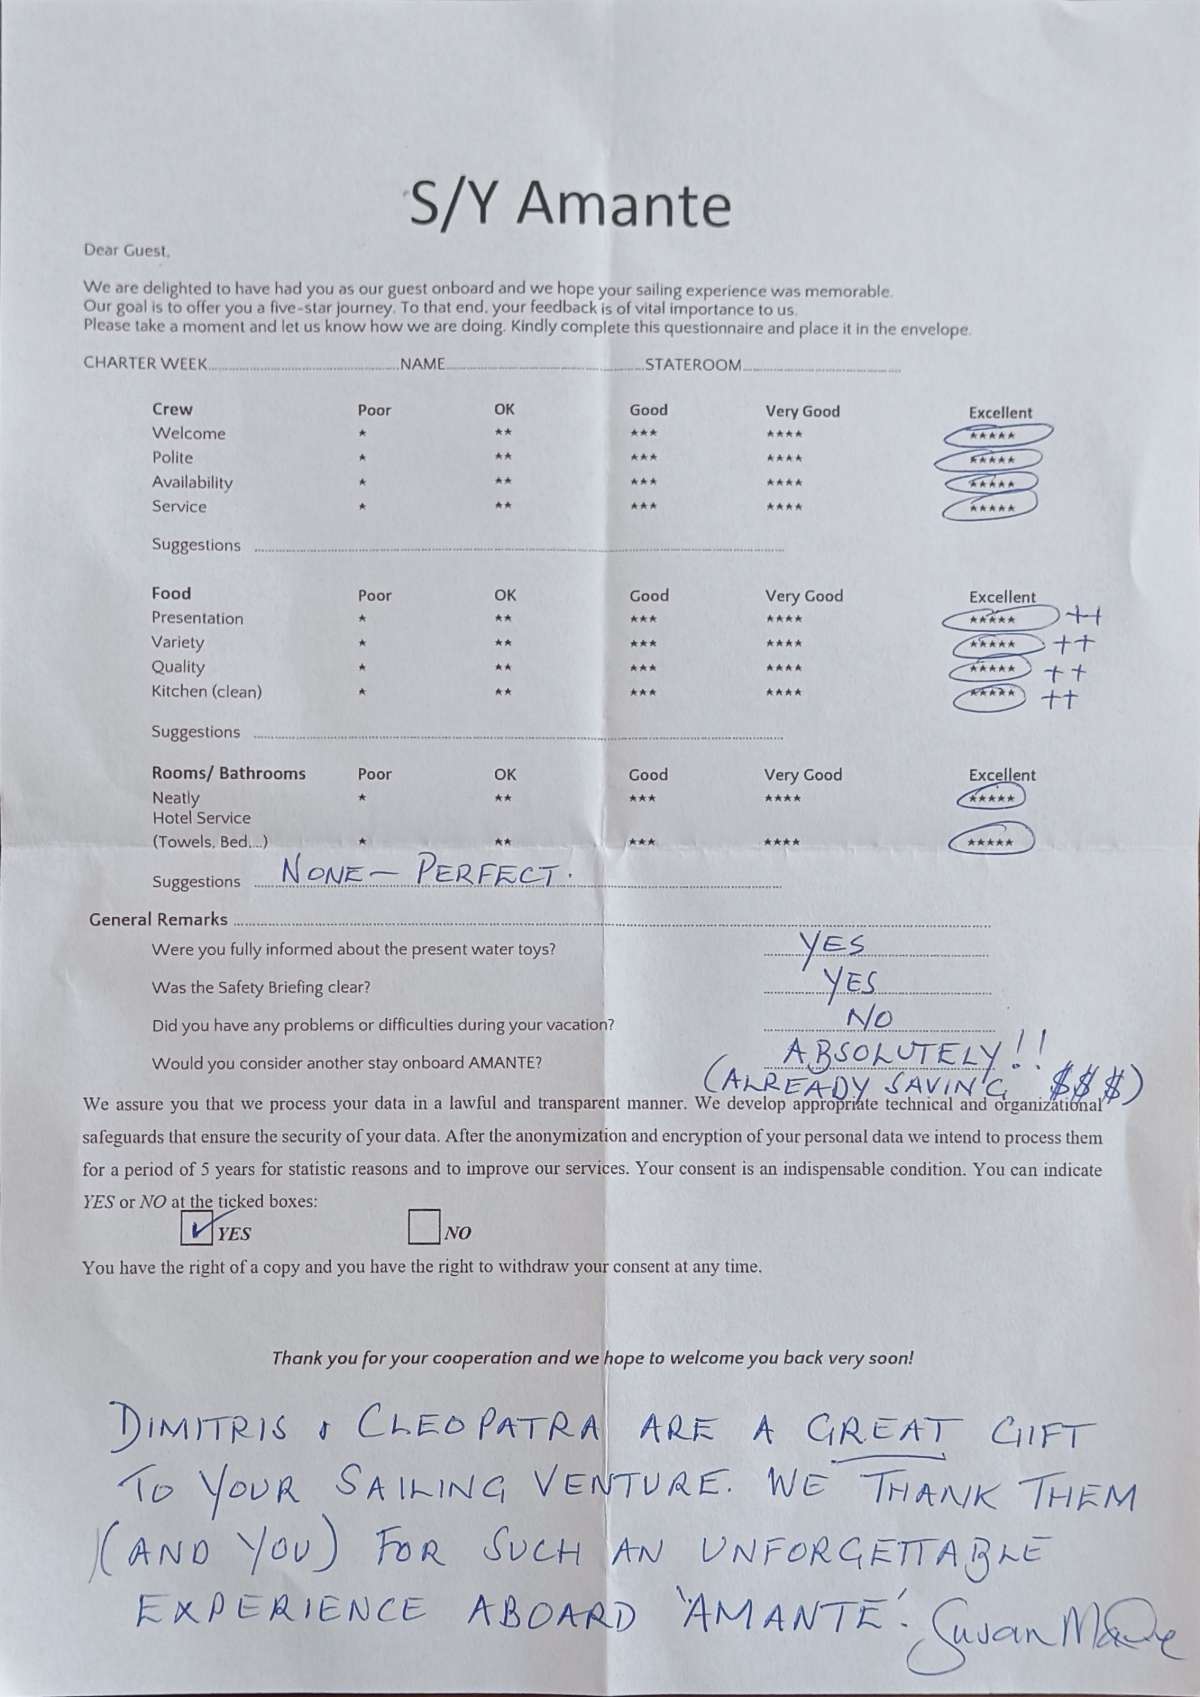 S/Y Amante
Dear Guest,
We are delighted to have had you as our guest onboard and we hope your sailing experience was memorable.
Our goal is to offer you a five-star journey. To that end, your feedback is of vital importance to us.
Please take a moment and let us know how we are doing. Kindly complete this questionnaire and place it in the envelope.
CHARTER WEEK..........NAME..........STATEROOM..........
Crew Poor OK Good Very Good Excellent
Welcome * ** *** **** *****
Polite * ** *** **** *****
Availability * ** *** **** *****
Service * ** *** **** *****
Suggestions ..........
Food Poor OK Good Very Good Excellent
Presentation * ** *** **** ***** ++
Variety * ** *** **** ***** ++
Quality * ** *** **** ***** ++
Kitchen (clean) * ** *** **** ***** ++
Suggestions ..........
Rooms/ Bathrooms Poor OK Good Very Good Excellent
Neatly * ** *** **** *****
Hotel Service
(Towels, Bed,...) * ** *** **** *****
Suggestions NONE – PERFECT.
General Remarks ..........
Were you fully informed about the present water toys? YES
Was the Safety Briefing clear? YES
Did you have any problems or difficulties during your vacation? NO
Would you consider another stay onboard AMANTE? ABSOLUTELY!!
(ALREADY SAVING $$$)
We assure you that we process your data in a lawful and transparent manner. We develop appropriate technical and organizational
safeguards that ensure the security of your data. After the anonymization and encryption of your personal data we intend to process them
for a period of 5 years for statistic reasons and to improve our services. Your consent is an indispensable condition. You can indicate
YES or NO at the ticked boxes:
✓ YES NO
You have the right of a copy and you have the right to withdraw your consent at any time.
Thank you for your cooperation and we hope to welcome you back very soon!
DIMITRIS & CLEOPATRA ARE A GREAT GIFT
TO YOUR SAILING VENTURE. WE THANK THEM
(AND YOU) FOR SUCH AN UNFORGETTABLE
EXPERIENCE ABOARD 'AMANTE'. Susan